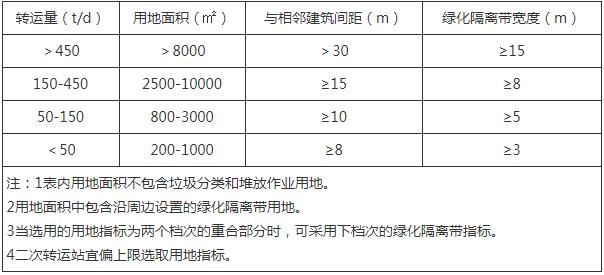 转运量（t/d） 用地面积（㎡） 与相邻建筑间距（m） 绿化隔离带宽度（m）
＞450 ＞8000 ＞30 ≥15
150-450 2500-10000 ≥15 ≥8
50-150 800-3000 ≥10 ≥5
＜50 200-1000 ≥8 ≥3
注：1表内用地面积不包含垃圾分类和堆放作业用地。
2用地面积中包含沿周边设置的绿化隔离带用地。
3当选用的用地指标为两个档次的重合部分时，可采用下档次的绿化隔离带指标。
4二次转运站宜偏上限选取用地指标。